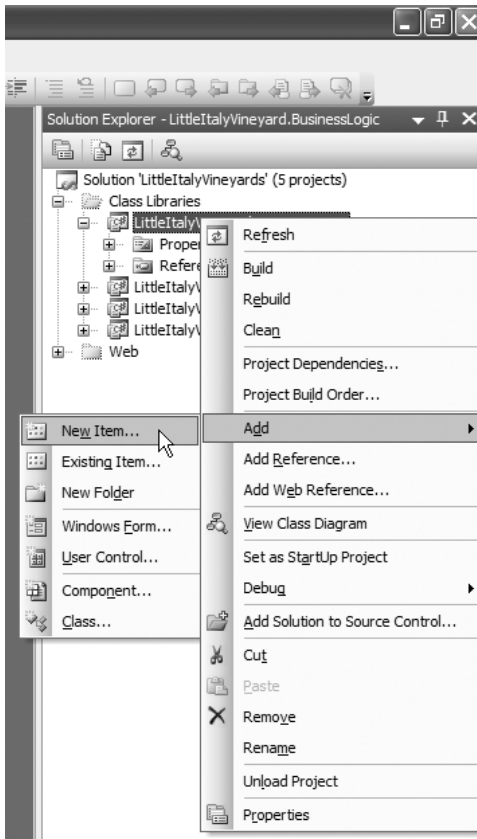 Solution Explorer - LittleItalyVineyard.BusinessLogic
Solution 'LittleItalyVineyards' (5 projects)
Class Libraries
LittleItalyV
Proper
Refere
LittleItalyV
LittleItalyV
LittleItalyV
Web
Refresh
Build
Rebuild
Clean
Project Dependencies...
Project Build Order...
Add
Add Reference...
Add Web Reference...
View Class Diagram
Set as StartUp Project
Debug
Add Solution to Source Control...
Cut
Paste
Remove
Rename
Unload Project
Properties
New Item...
Existing Item...
New Folder
Windows Form...
User Control...
Component...
Class...